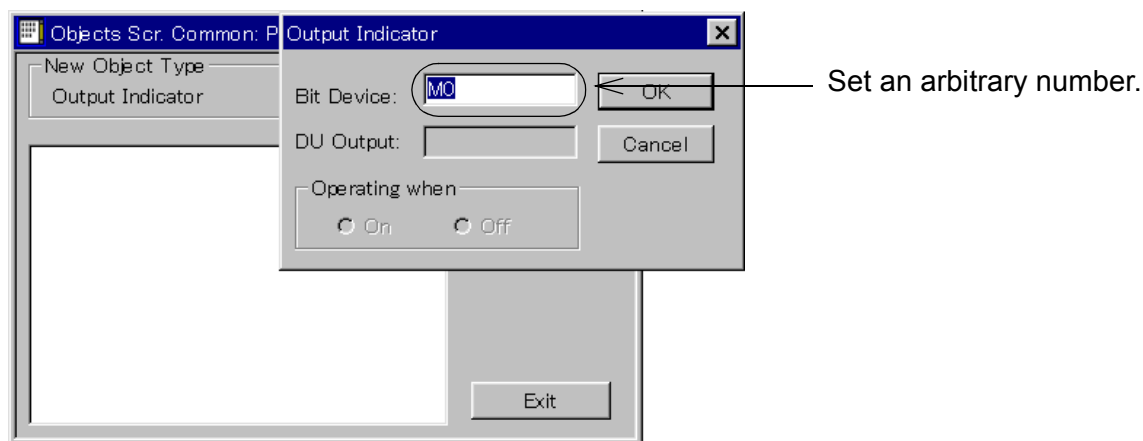 Objects Scr. Common: P
Output Indicator
New Object Type
Output Indicator
Bit Device: M0
OK
Set an arbitrary number.
DU Output:
Cancel
Operating when
On Off
Exit